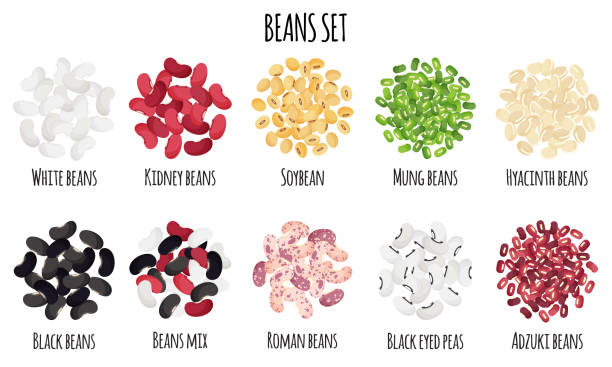 BEANS SET
WHITE BEANS
KIDNEY BEANS
SOYBEAN
MUNG BEANS
HYACINTH BEANS
BLACK BEANS
BEANS MIX
ROMAN BEANS
BLACK EYED PEAS
ADZUKI BEANS